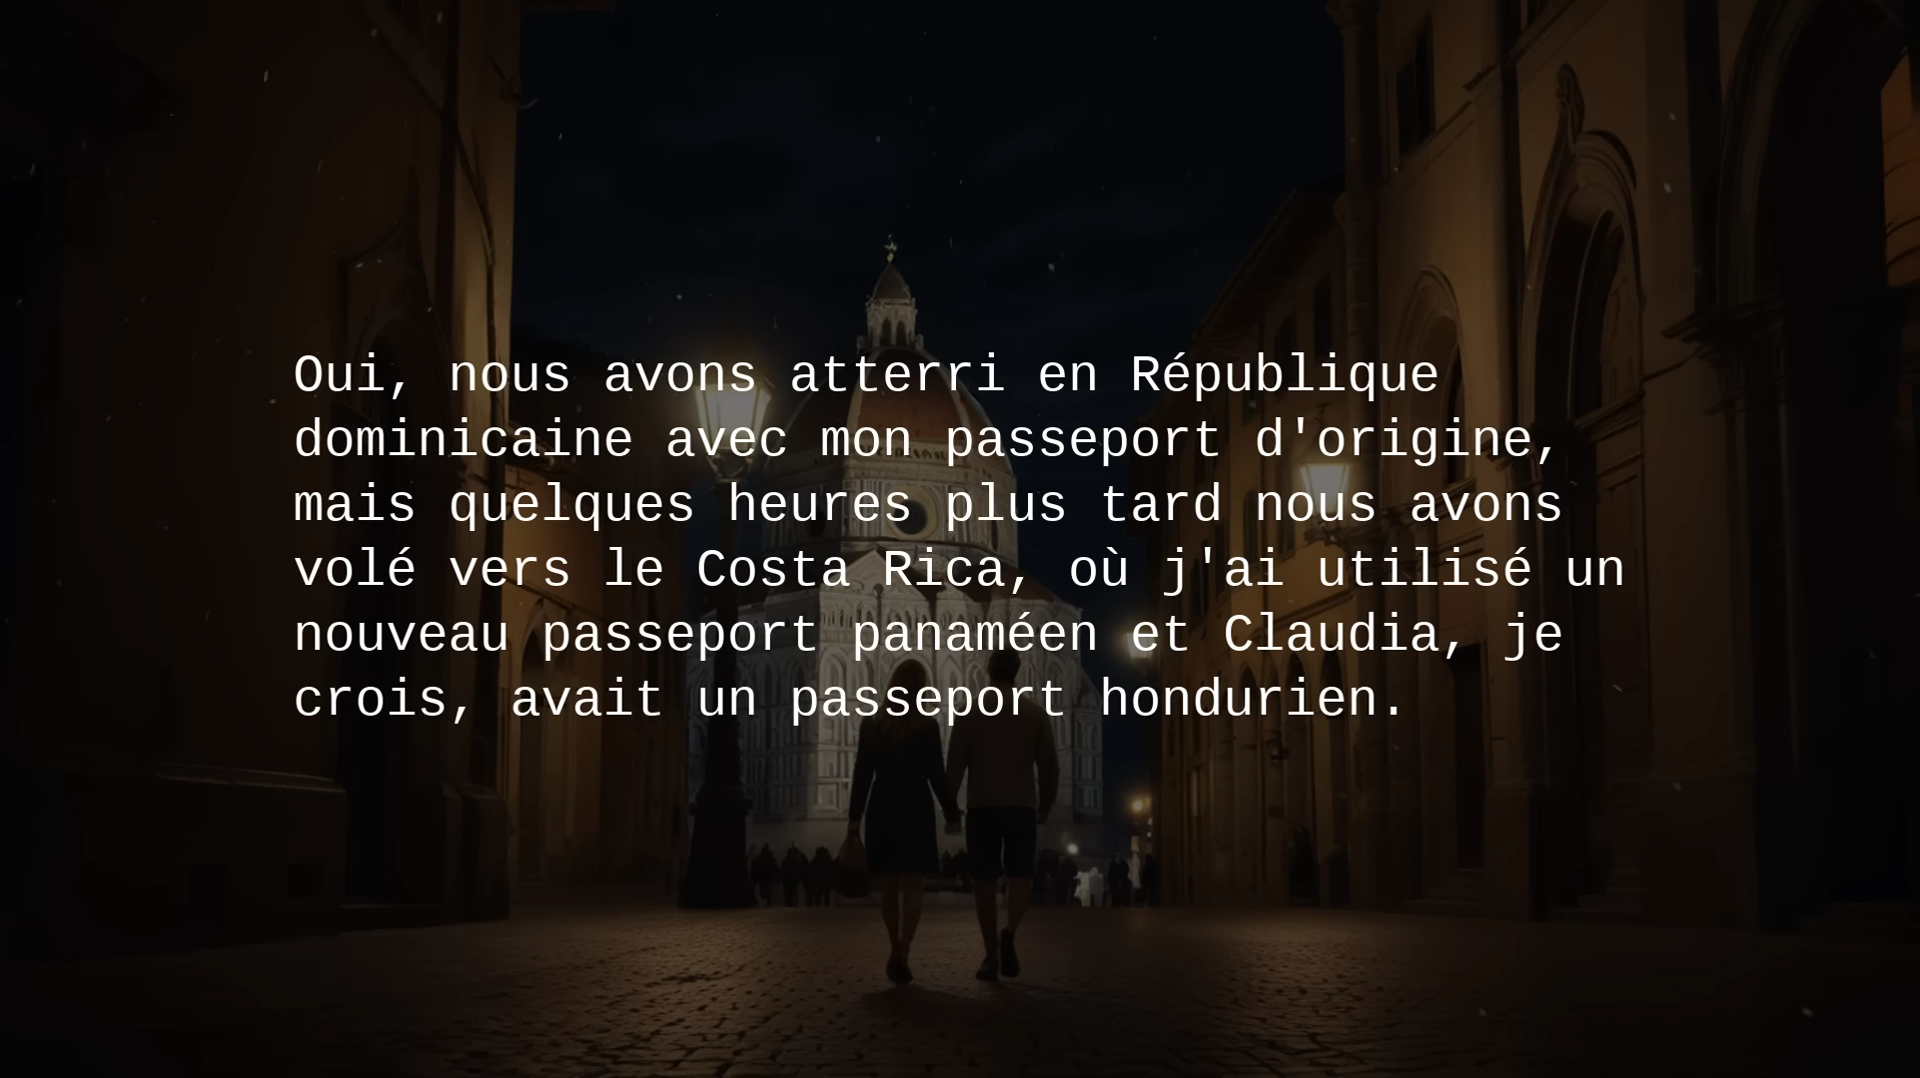 Oui, nous avons atterri en République
dominicaine avec mon passeport d'origine,
mais quelques heures plus tard nous avons
volé vers le Costa Rica, où j'ai utilisé un
nouveau passeport panaméen et Claudia, je
crois, avait un passeport hondurien.